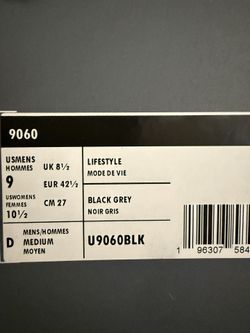 9060
USMENS
HOMMES
9
UK 8½
EUR 42½
USWOMENS
FEMMES
10½
CM 27
LIFESTYLE
MODE DE VIE
BLACK GREY
NOIR GRIS
D
MENS/HOMMES
MEDIUM
MOYEN
U9060BLK
1 96307 584